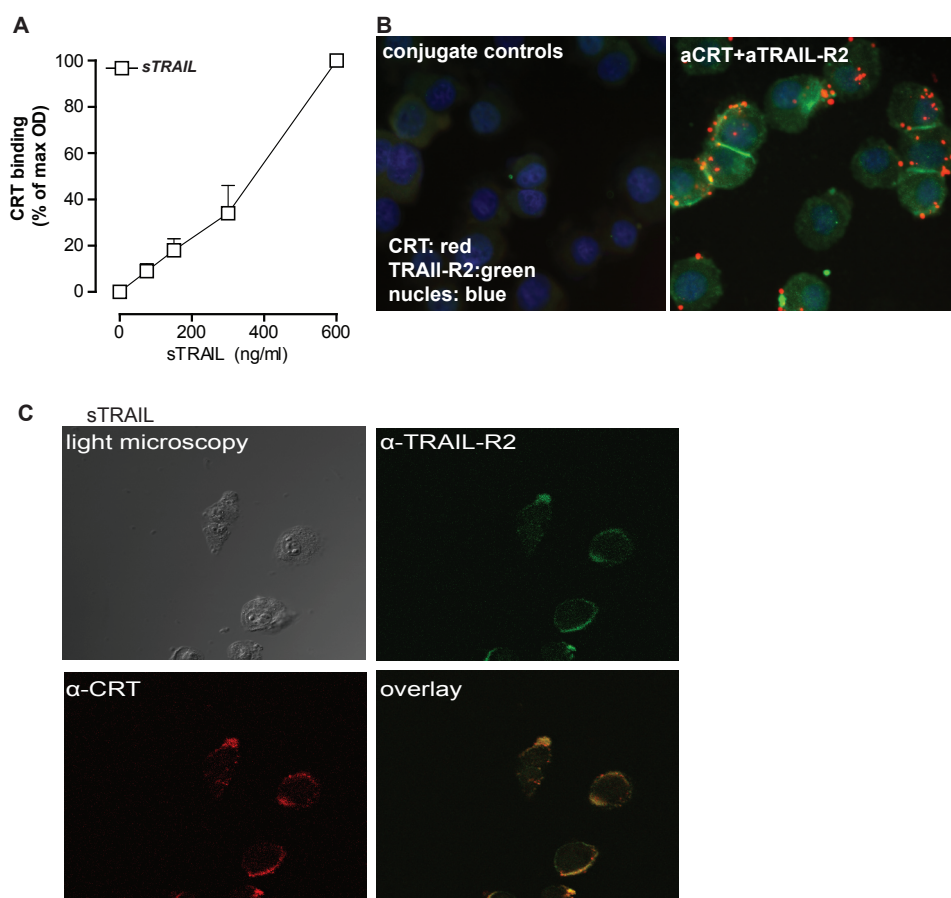 A
sTRAIL
100
80
60
40
20
0
CRT binding
(% of max OD)
0 200 400 600
sTRAIL (ng/ml)
B
conjugate controls
CRT: red
TRAIl-R2:green
nucles: blue
aCRT+aTRAIL-R2
C
sTRAIL
light microscopy
α-TRAIL-R2
α-CRT
overlay